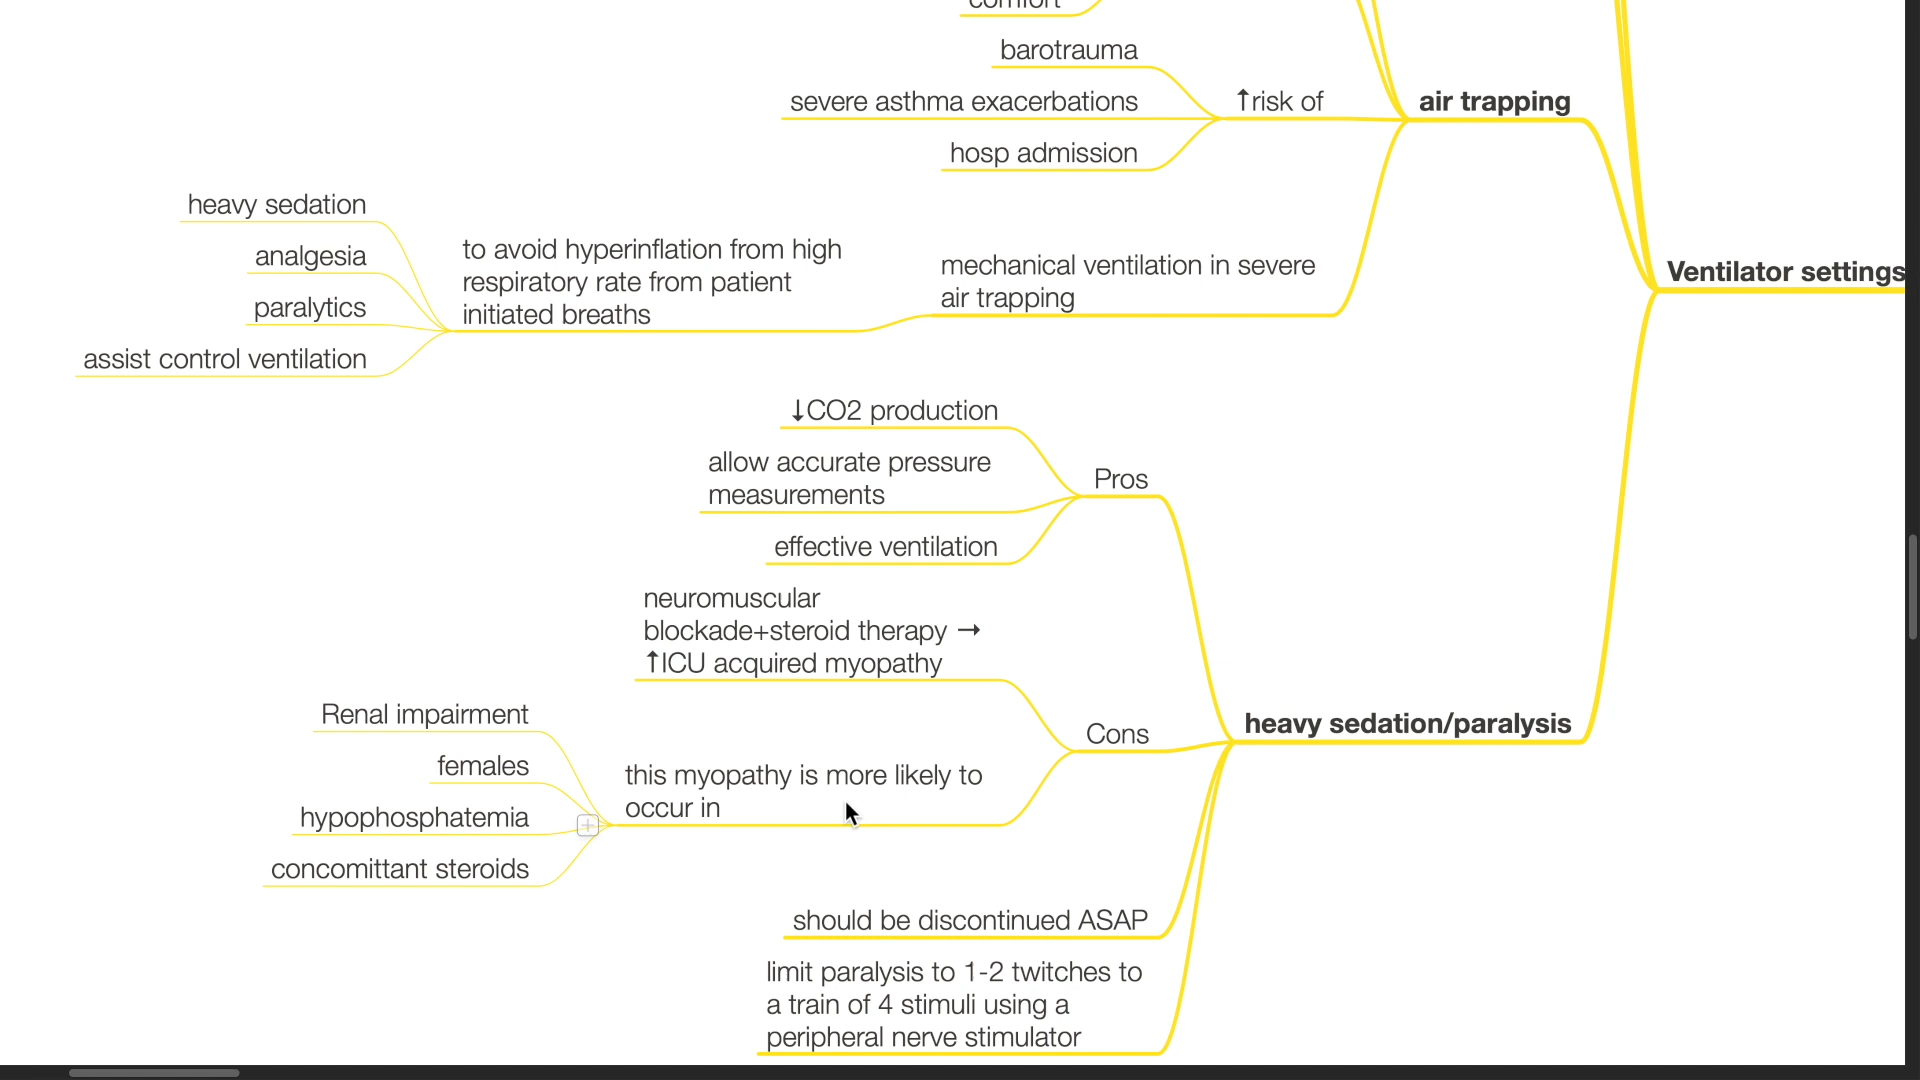 comfort
barotrauma
severe asthma exacerbations
↑risk of
air trapping
hosp admission
heavy sedation
analgesia
paralytics
assist control ventilation
to avoid hyperinflation from high
respiratory rate from patient
initiated breaths
mechanical ventilation in severe
air trapping
Ventilator settings
↓CO2 production
allow accurate pressure
measurements
effective ventilation
Pros
neuromuscular
blockade+steroid therapy →
↑ICU acquired myopathy
Cons
heavy sedation/paralysis
Renal impairment
females
hypophosphatemia
concomittant steroids
this myopathy is more likely to
occur in
should be discontinued ASAP
limit paralysis to 1-2 twitches to
a train of 4 stimuli using a
peripheral nerve stimulator